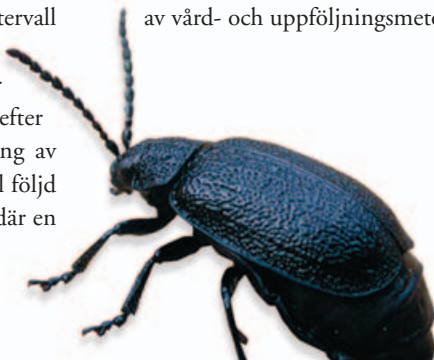 tervall
efter
ng av
l följd
där en
av vård- och uppföljningsmeto